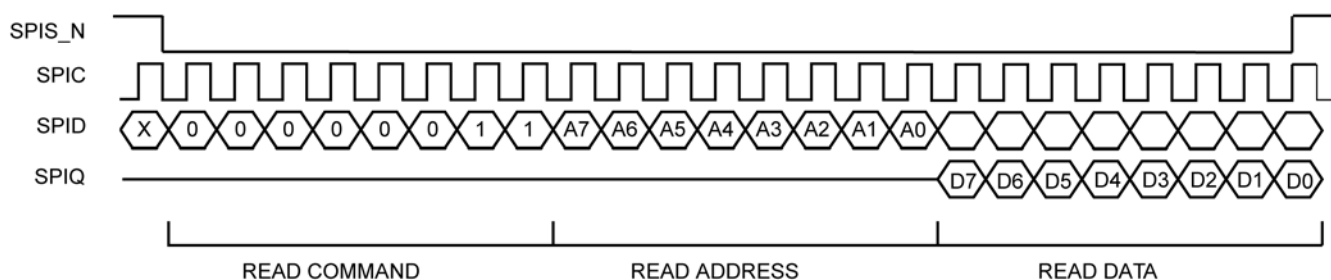 SPIS_N
SPIC
SPID X 0 0 0 0 0 0 1 1 A7 A6 A5 A4 A3 A2 A1 A0
SPIQ D7 D6 D5 D4 D3 D2 D1 D0
READ COMMAND READ ADDRESS READ DATA